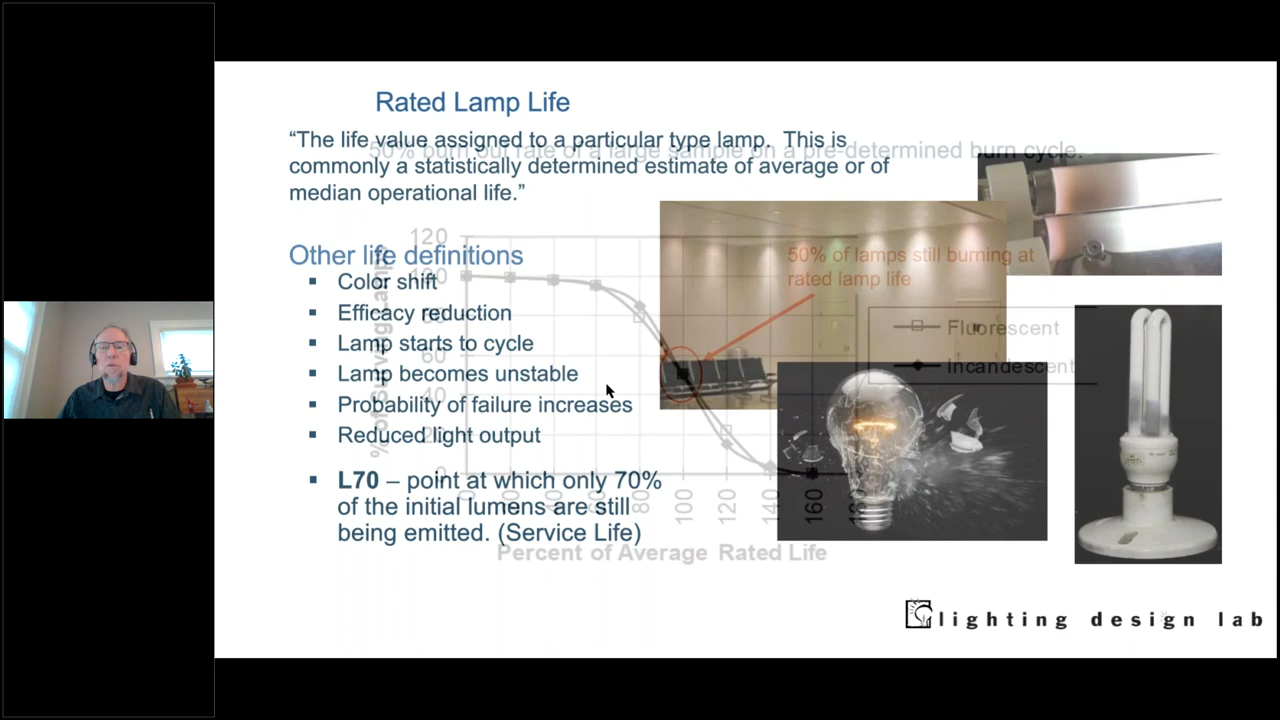 Rated Lamp Life
“The life value assigned to a particular type lamp. This is
commonly a statistically determined estimate of average or of
median operational life.”
50% burn out rate of a large sample on a pre-determined burn cycle.
Other life definitions
▪ Color shift
▪ Efficacy reduction
▪ Lamp starts to cycle
▪ Lamp becomes unstable
▪ Probability of failure increases
▪ Reduced light output
▪ L70 – point at which only 70%
of the initial lumens are still
being emitted. (Service Life)
120
100
60
40
0
80
100
120
140
160
50% of lamps still burning at
rated lamp life
Fluorescent
Incandescent
Percent of Average Rated Life
lighting design lab